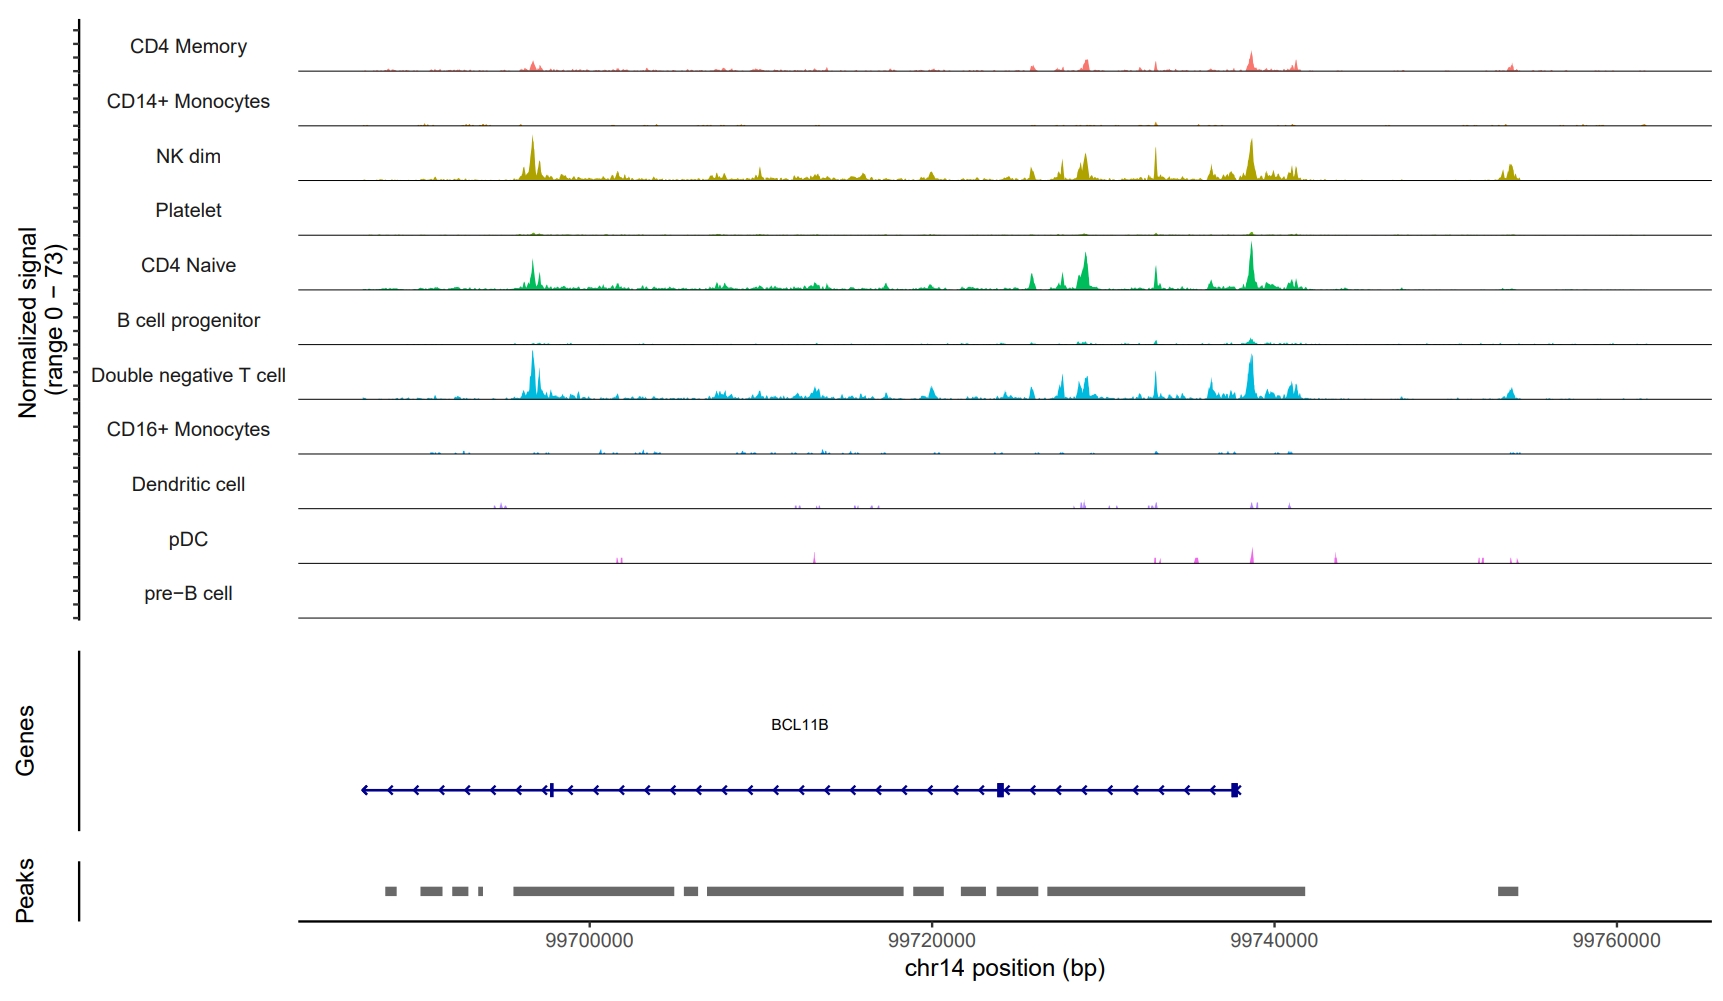 Normalized signal
(range 0 − 73)
CD4 Memory
CD14+ Monocytes
NK dim
Platelet
CD4 Naive
B cell progenitor
Double negative T cell
CD16+ Monocytes
Dendritic cell
pDC
pre−B cell
Genes
BCL11B
Peaks
99700000 99720000 99740000 99760000
chr14 position (bp)